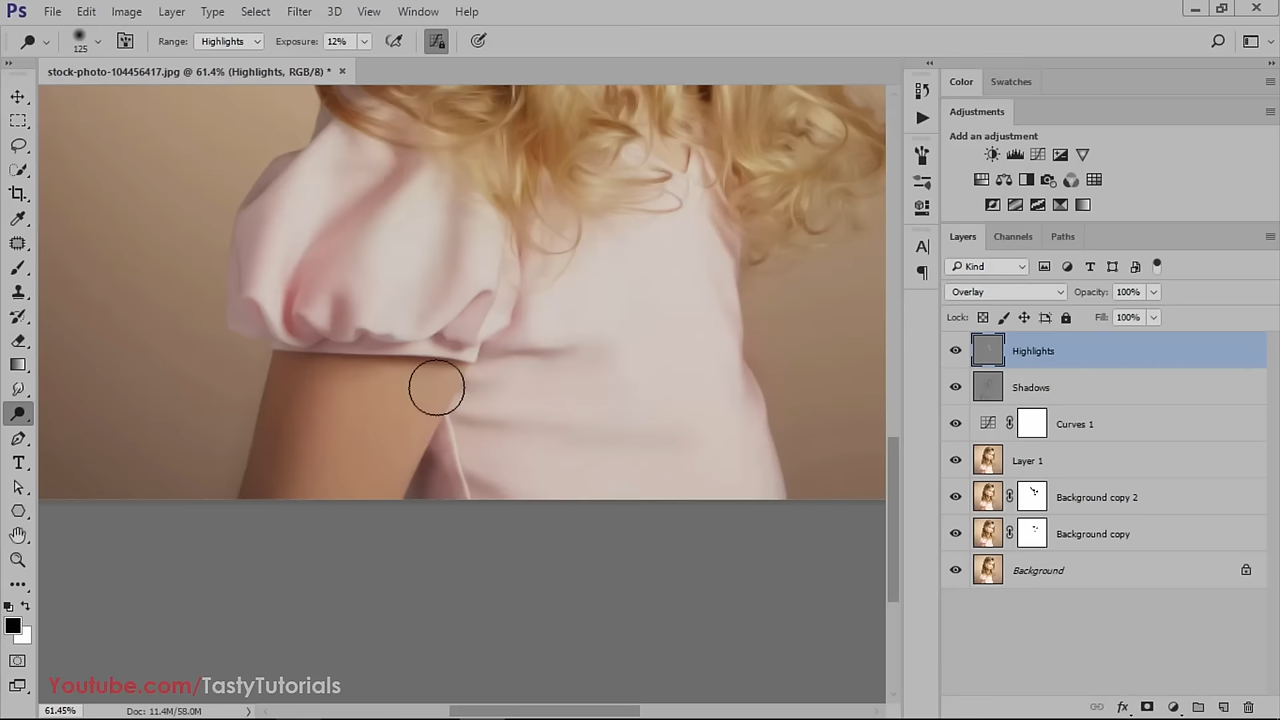 Ps File Edit Image Layer Type Select Filter 3D View Window Help
125 Range: Highlights Exposure: 12%
stock-photo-104456417.jpg @ 61.4% (Highlights, RGB/8) *
Color Swatches
Adjustments
Add an adjustment
Layers Channels Paths
Kind
Overlay Opacity: 100%
Lock: Fill: 100%
Highlights
Shadows
Curves 1
Layer 1
Background copy 2
Background copy
Background
Youtube.com/TastyTutorials
61.45% Doc: 11.4M/58.0M